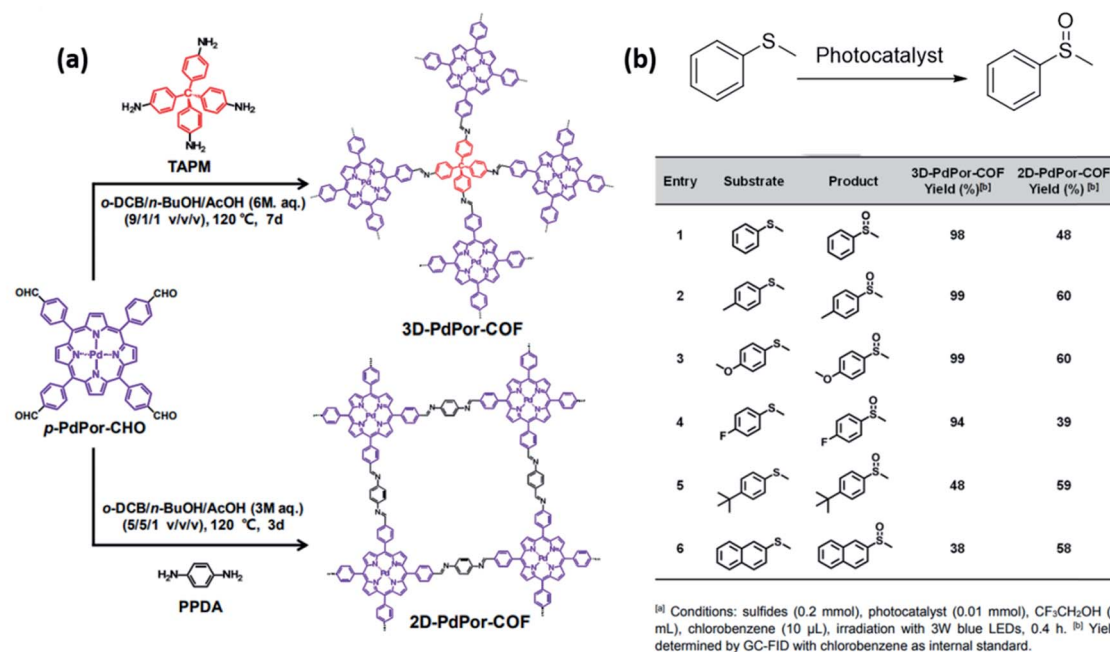 (a)
NH₂
H₂N
NH₂
C
NH₂
TAPM
o-DCB/n-BuOH/AcOH (6M. aq.)
(9/1/1 v/v/v), 120 ℃, 7d
3D-PdPor-COF
OHC
CHO
N
N Pd N
N
OHC
CHO
p-PdPor-CHO
o-DCB/n-BuOH/AcOH (3M aq.)
(5/5/1 v/v/v), 120 ℃, 3d
H₂N
NH₂
PPDA
2D-PdPor-COF
(b)
S
Photocatalyst
O
S
Entry Substrate Product 3D-PdPor-COF Yield (%)[b] 2D-PdPor-COF Yield (%) [b]
1 S O S 98 48
2 S O S 99 60
3 O S O O S 99 60
4 F S F O S 94 39
5 S O S 48 59
6 S O S 38 58
[a] Conditions: sulfides (0.2 mmol), photocatalyst (0.01 mmol), CF₃CH₂OH (
mL), chlorobenzene (10 µL), irradiation with 3W blue LEDs, 0.4 h. [b] Yiel
determined by GC-FID with chlorobenzene as internal standard.